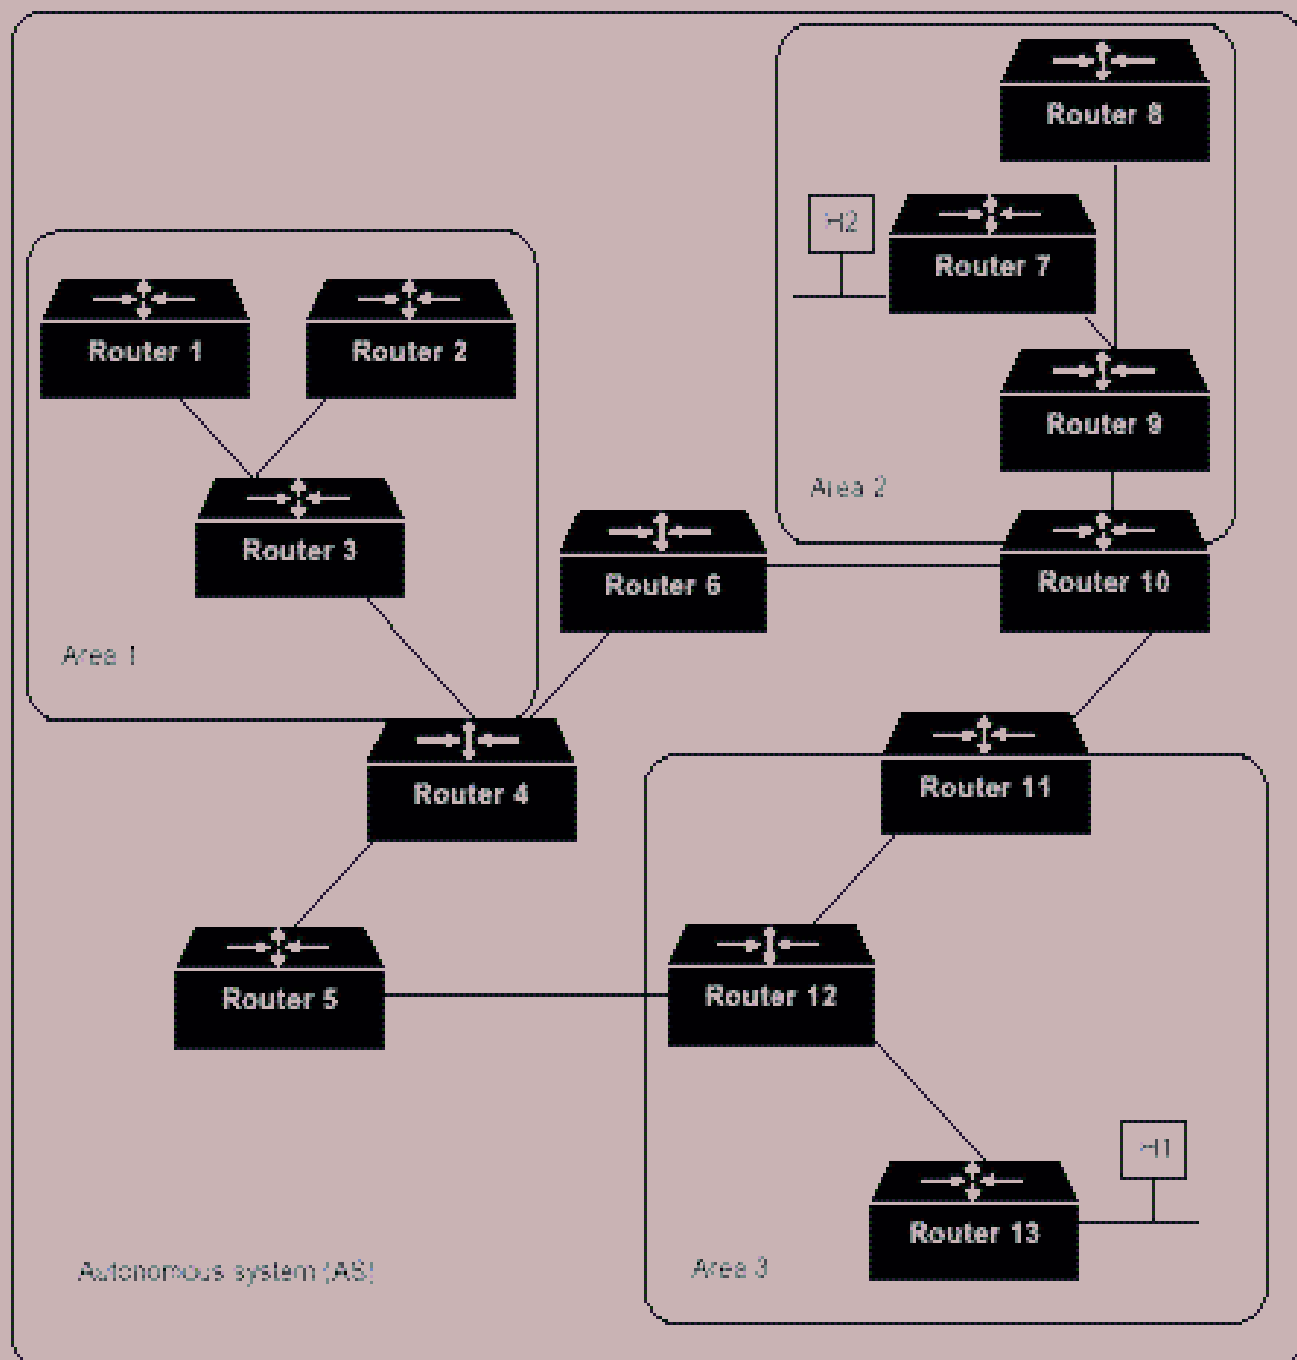 Router 8
H2
Router 7
Router 1
Router 2
Router 9
Area 2
Router 3
Router 6
Router 10
Area 1
Router 4
Router 11
Router 5
Router 12
H1
Router 13
Autonomous system (AS)
Area 3